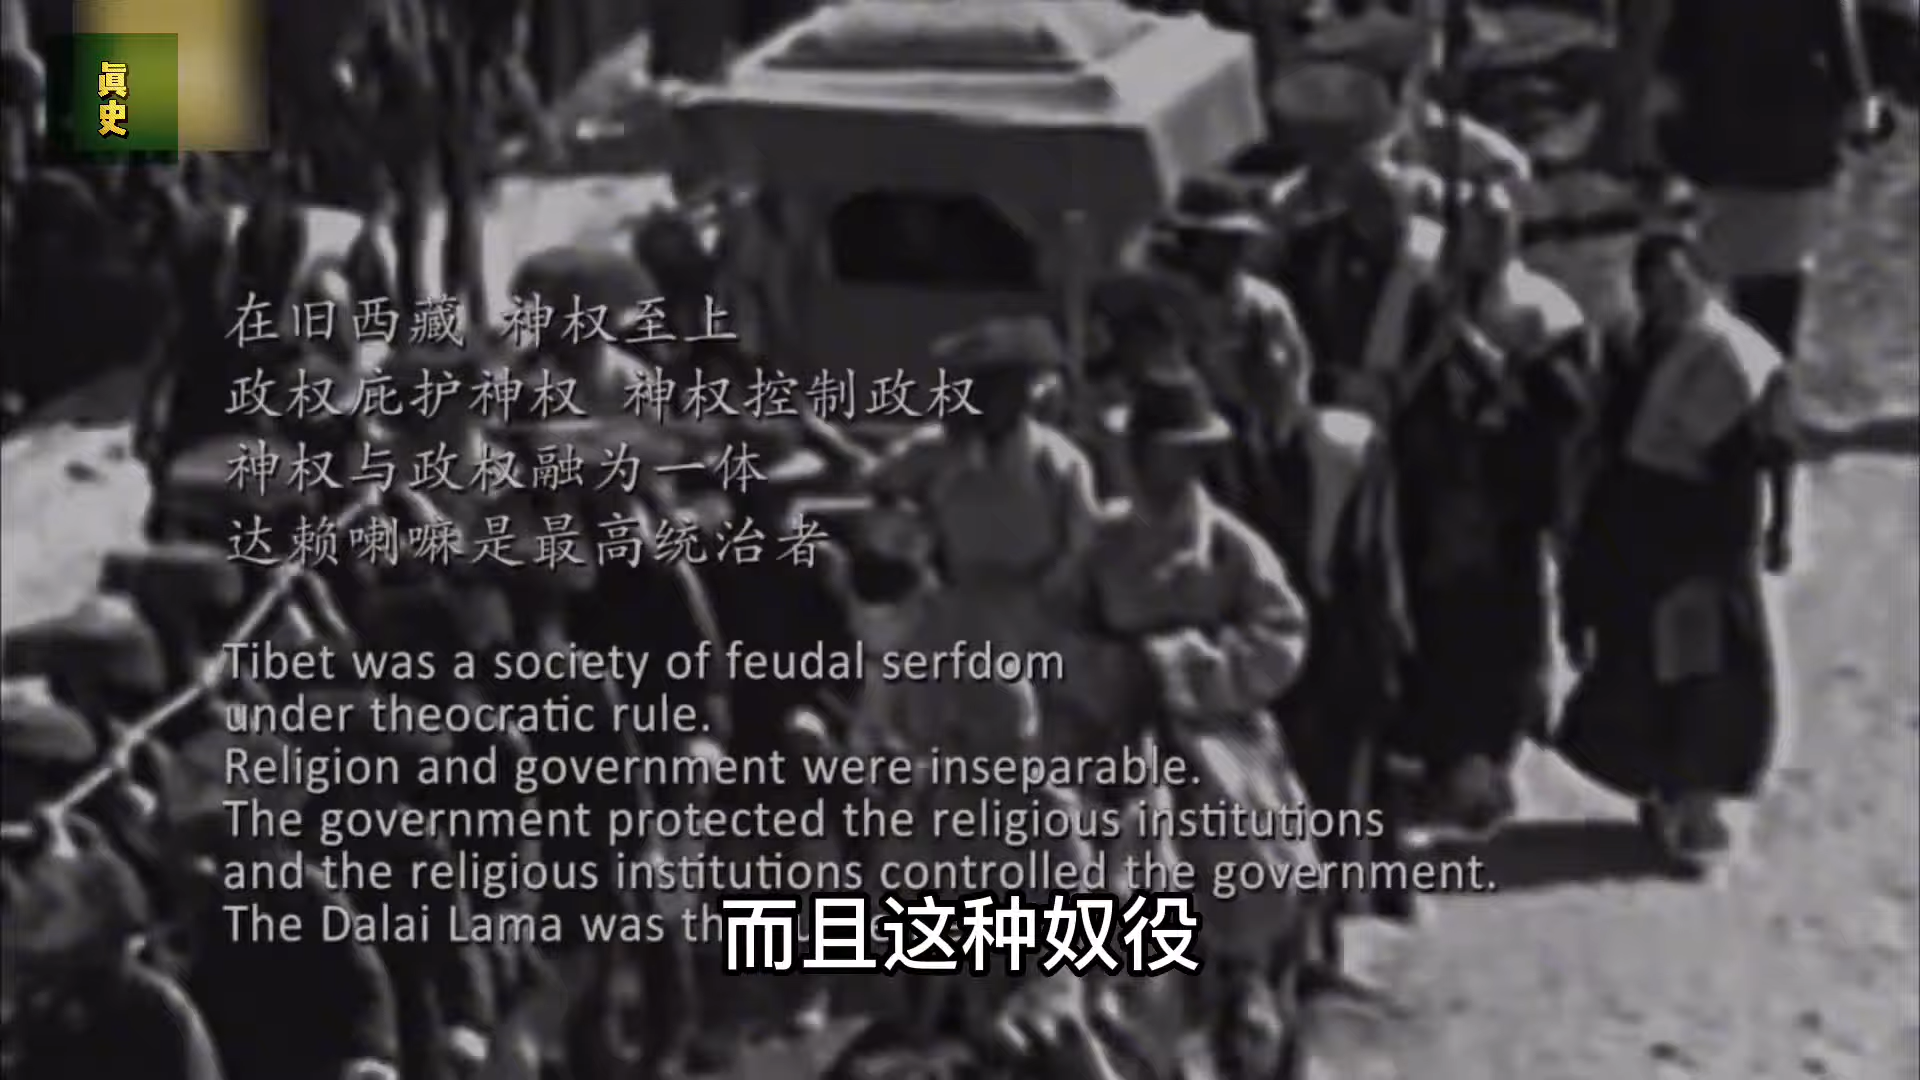 眞史
在旧西藏 神权至上
政权庇护神权 神权控制政权
神权与政权融为一体
达赖喇嘛是最高统治者
Tibet was a society of feudal serfdom
under theocratic rule.
Religion and government were inseparable.
The government protected the religious institutions
and the religious institutions controlled the government.
The Dalai Lama was
而且这种奴役